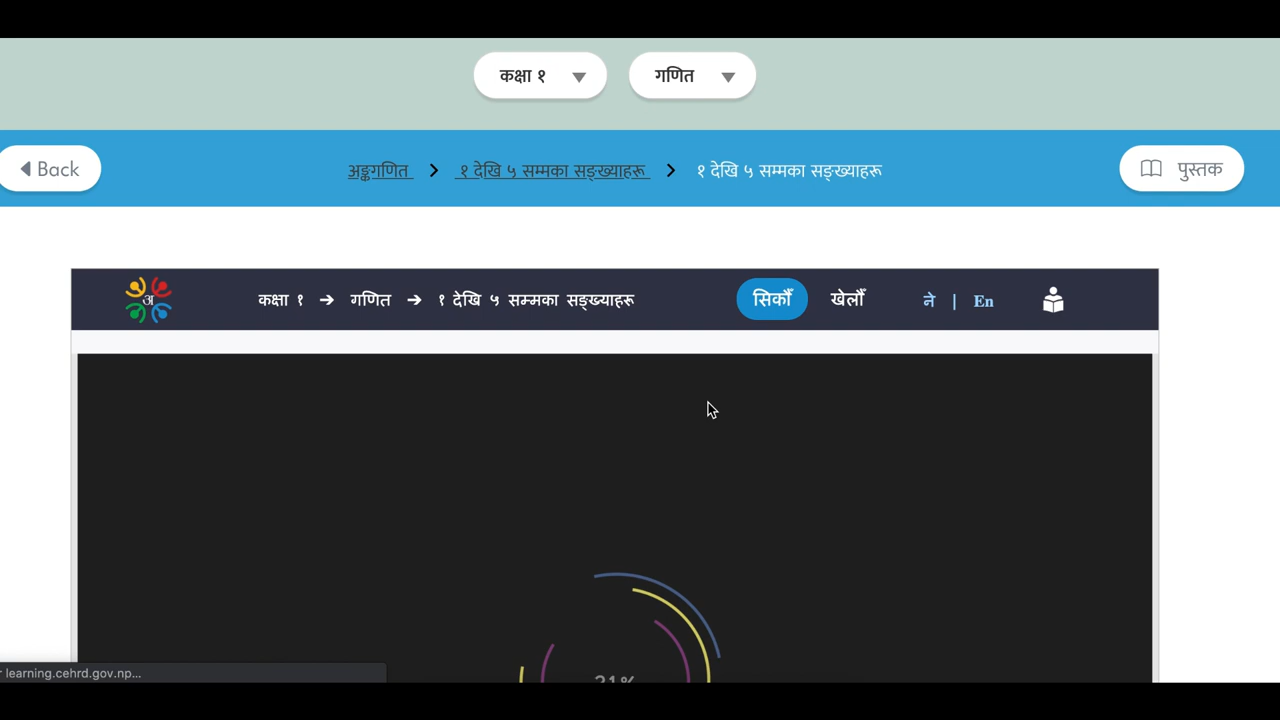 कक्षा १ गणित
Back अङ्कगणित १ देखि ५ सम्मका सङ्ख्याहरू १ देखि ५ सम्मका सङ्ख्याहरू पुस्तक
अ कक्षा १ → गणित → १ देखि ५ सम्मका सङ्ख्याहरू सिकौँ खेलौँ ने | En
learning.cehrd.gov.np...